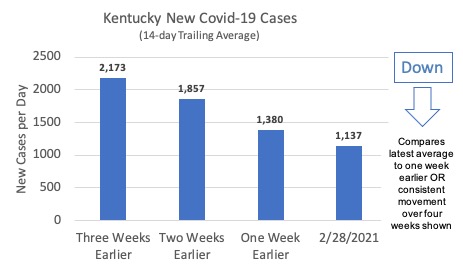 Kentucky New Covid-19 Cases
(14-day Trailing Average)
New Cases per Day
2500
2000
1500
1000
500
0
2,173
1,857
1,380
1,137
Three Weeks
Earlier
Two Weeks
Earlier
One Week
Earlier
2/28/2021
Down
Compares
latest average
to one week
earlier OR
consistent
movement
over four
weeks shown